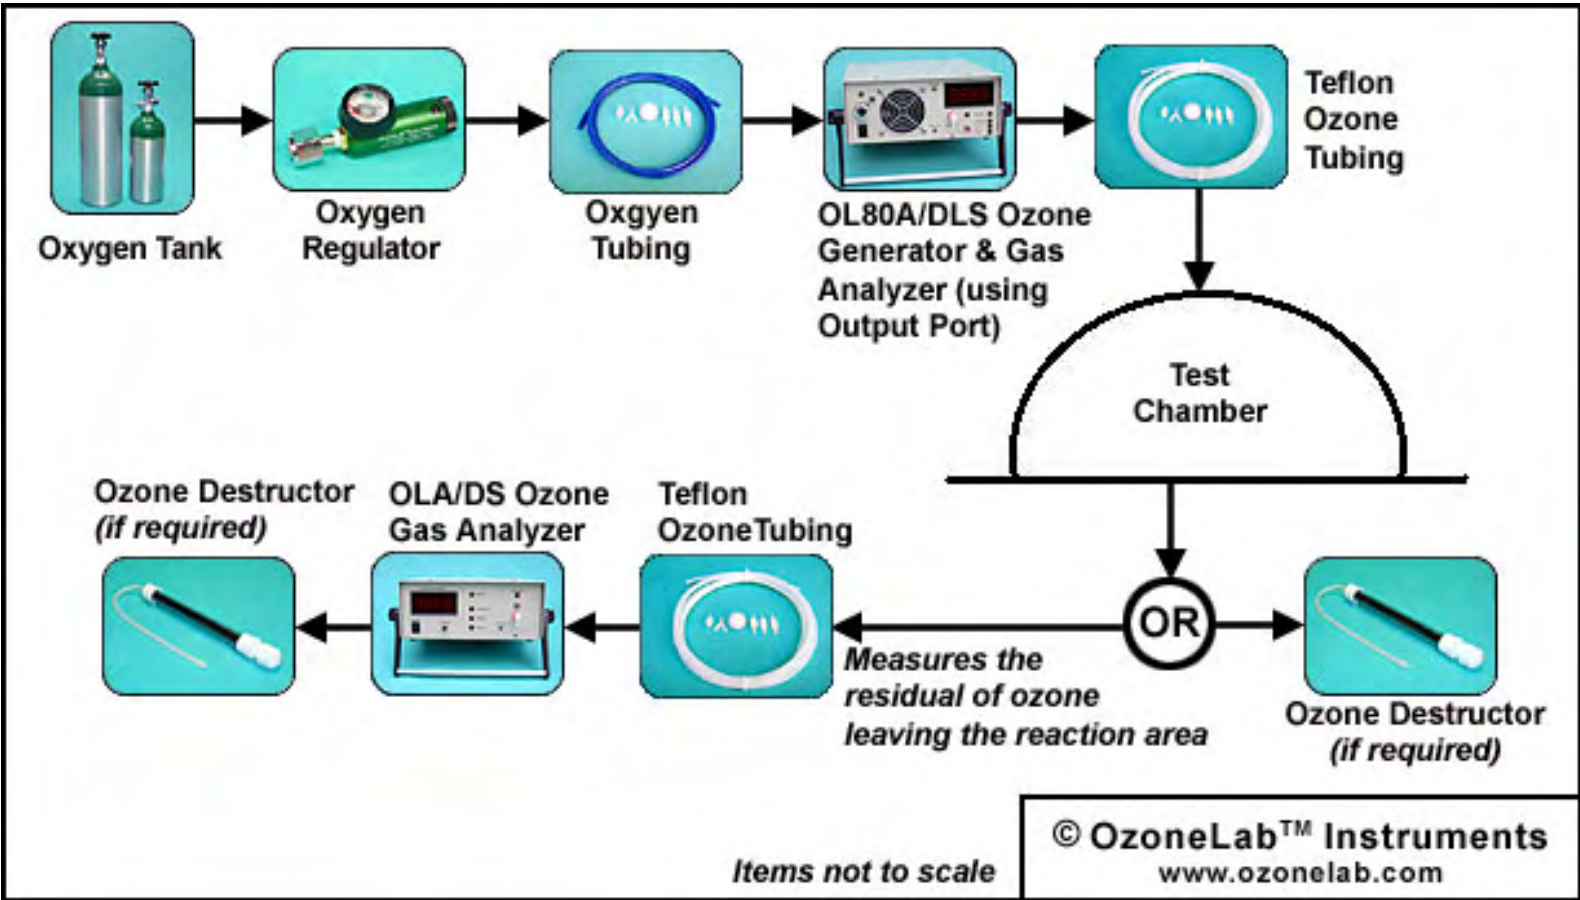 Oxygen Tank
Oxygen
Regulator
Oxgyen
Tubing
OL80A/DLS Ozone
Generator & Gas
Analyzer (using
Output Port)
Teflon
Ozone
Tubing
Test
Chamber
OR
Ozone Destructor
(if required)
Measures the
residual of ozone
leaving the reaction area
Teflon
OzoneTubing
OLA/DS Ozone
Gas Analyzer
Ozone Destructor
(if required)
Items not to scale
© OzoneLab™ Instruments
www.ozonelab.com